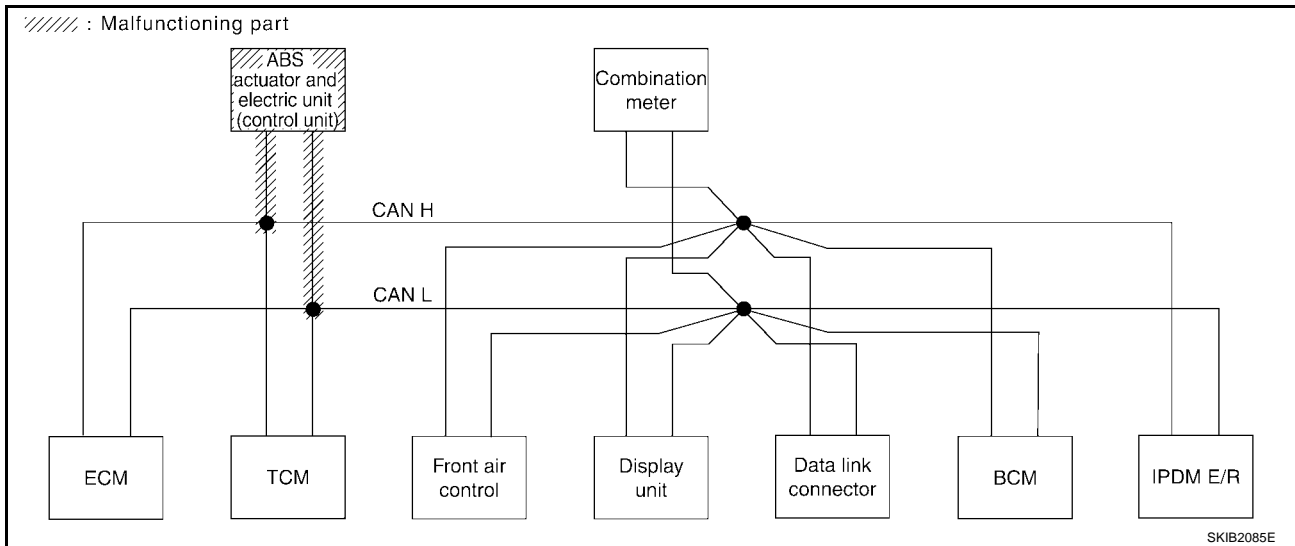 : Malfunctioning part
ABS
actuator and
electric unit
(control unit)
Combination
meter
CAN H
CAN L
ECM
TCM
Front air
control
Display
unit
Data link
connector
BCM
IPDM E/R
SKIB2085E